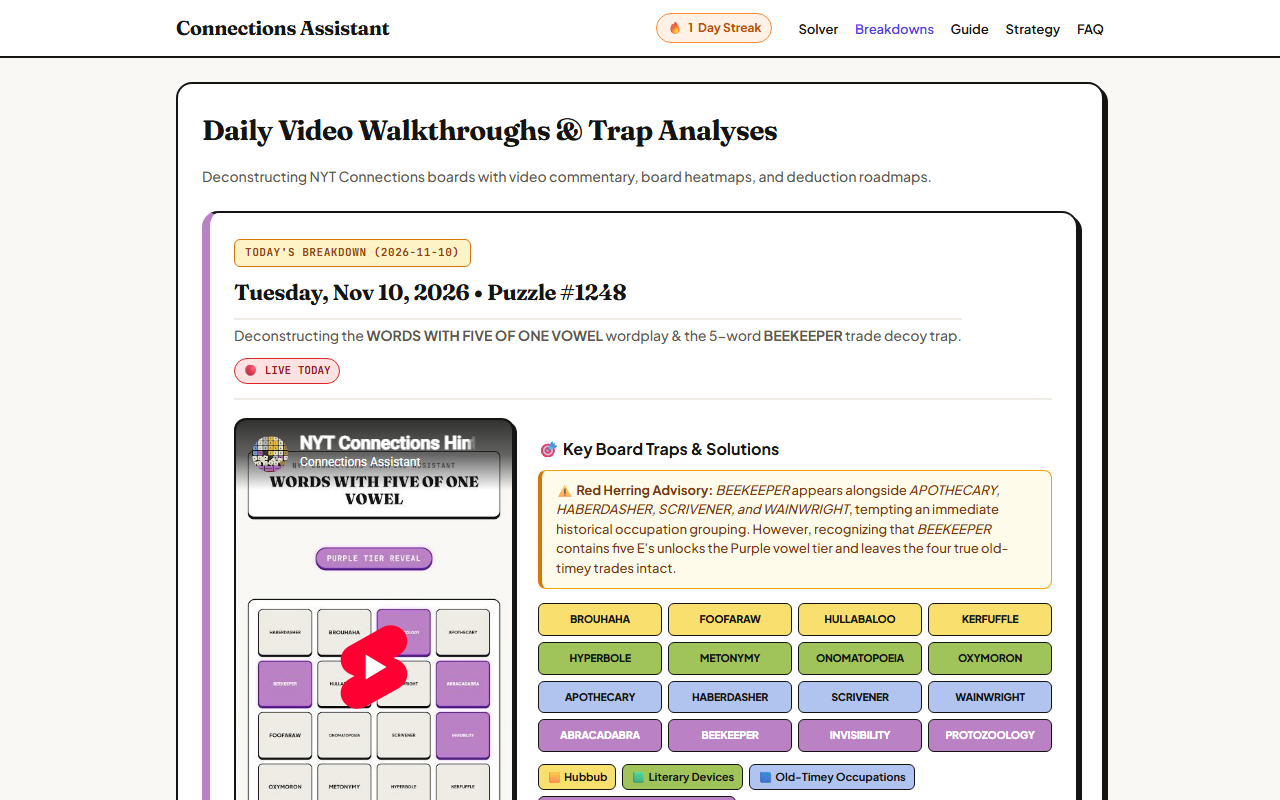 Connections Assistant
1 Day Streak
Solver
Breakdowns
Guide
Strategy
FAQ
Daily Video Walkthroughs & Trap Analyses
Deconstructing NYT Connections boards with video commentary, board heatmaps, and deduction roadmaps.
TODAY'S BREAKDOWN (2026-11-10)
Tuesday, Nov 10, 2026 • Puzzle #1248
Deconstructing the WORDS WITH FIVE OF ONE VOWEL wordplay & the 5-word BEEKEEPER trade decoy trap.
LIVE TODAY
NYT Connections Hin
Connections Assistant
WORDS WITH FIVE OF ONE
VOWEL
PURPLE TIER REVEAL
HABERDASHER
BROUHAHA
APOTHECARY
BEEKEEPER
ABRACADABRA
FOOFARAW
ONOMATOPOEIA
SCRIVENER
INVISIBILITY
OXYMORON
METONYMY
HYPERBOLE
KERFUFFLE
Key Board Traps & Solutions
Red Herring Advisory: BEEKEEPER appears alongside APOTHECARY,
HABERDASHER, SCRIVENER, and WAINWRIGHT, tempting an immediate
historical occupation grouping. However, recognizing that BEEKEEPER
contains five E's unlocks the Purple vowel tier and leaves the four true old-
timey trades intact.
BROUHAHA
FOOFARAW
HULLABALOO
KERFUFFLE
HYPERBOLE
METONYMY
ONOMATOPOEIA
OXYMORON
APOTHECARY
HABERDASHER
SCRIVENER
WAINWRIGHT
ABRACADABRA
BEEKEEPER
INVISIBILITY
PROTOZOOLOGY
Hubbub
Literary Devices
Old-Timey Occupations